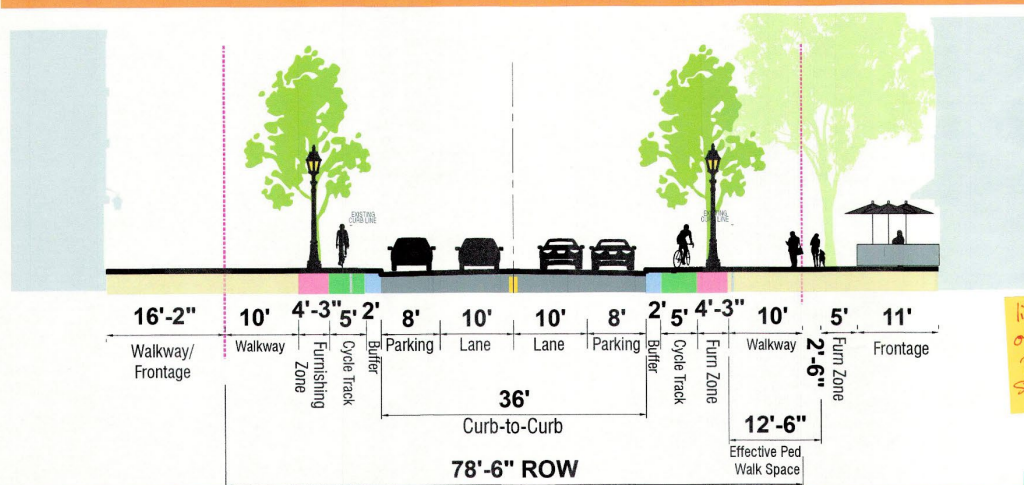 EXISTING
CURB LINE
EXISTING
CURB LINE
16'-2" 10' 4'-3" 5' 2' 8' 10' 10' 8' 2' 5' 4'-3" 10' 5' 11'
Walkway/
Frontage
Walkway
Furnishing
Zone
Cycle Track
Buffer
Parking
Lane
Lane
Parking
Buffer
Cycle Track
Furn Zone
Walkway
2'-6"
Furn Zone
Frontage
36'
Curb-to-Curb
12'-6"
Effective Ped
Walk Space
78'-6" ROW